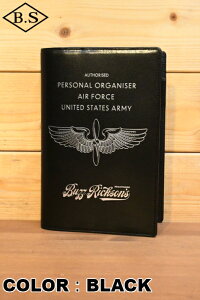 B.S
AUTHORISED
PERSONAL ORGANISER
AIR FORCE
UNITED STATES ARMY
Buzz Rickson's
COLOR : BLACK